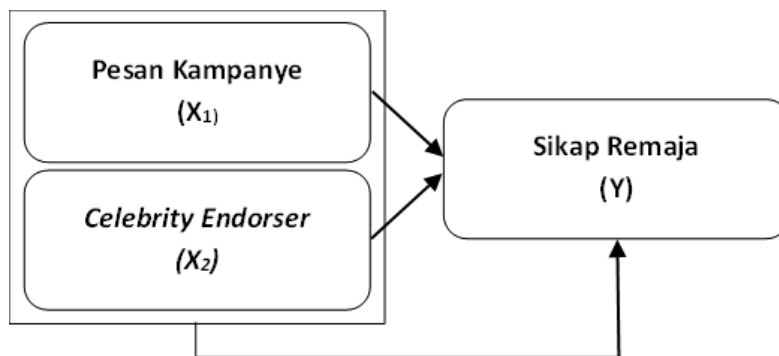 Pesan Kampanye
(X1)
Celebrity Endorser
(X2)
Sikap Remaja
(Y)